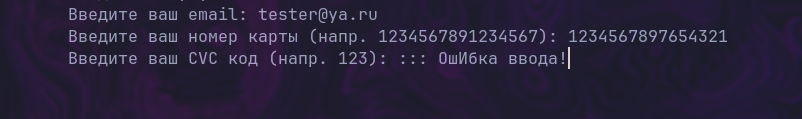 Введите ваш email: tester@ya.ru
Введите ваш номер карты (напр. 1234567891234567): 1234567897654321
Введите ваш CVC код (напр. 123): ::: ОшИбка ввода!